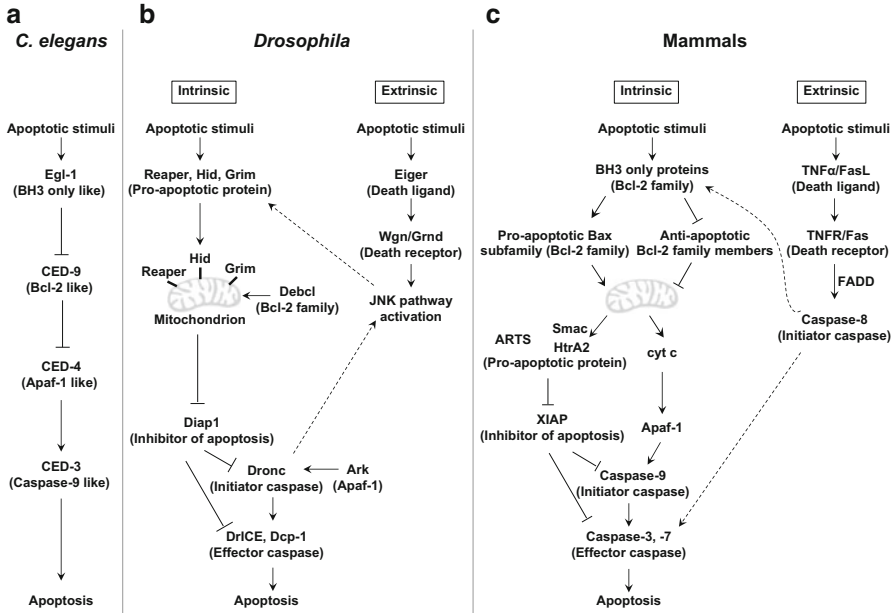 a
C. elegans
Apoptotic stimuli
Egl-1
(BH3 only like)
CED-9
(Bcl-2 like)
CED-4
(Apaf-1 like)
CED-3
(Caspase-9 like)
Apoptosis
b
Drosophila
Intrinsic
Apoptotic stimuli
Reaper, Hid, Grim
(Pro-apoptotic protein)
Hid
Reaper
Grim
Debcl
(Bcl-2 family)
Mitochondrion
Diap1
(Inhibitor of apoptosis)
Dronc
(Initiator caspase)
Ark
(Apaf-1)
DrICE, Dcp-1
(Effector caspase)
Apoptosis
Extrinsic
Apoptotic stimuli
Eiger
(Death ligand)
Wgn/Grnd
(Death receptor)
JNK pathway
activation
c
Mammals
Intrinsic
Apoptotic stimuli
BH3 only proteins
(Bcl-2 family)
Pro-apoptotic Bax
subfamily (Bcl-2 family)
Anti-apoptotic
Bcl-2 family members
Smac
ARTS
HtrA2
(Pro-apoptotic protein)
cyt c
XIAP
(Inhibitor of apoptosis)
Apaf-1
Caspase-9
(Initiator caspase)
Caspase-3, -7
(Effector caspase)
Apoptosis
Extrinsic
Apoptotic stimuli
TNFα/FasL
(Death ligand)
TNFR/Fas
(Death receptor)
FADD
Caspase-8
(Initiator caspase)